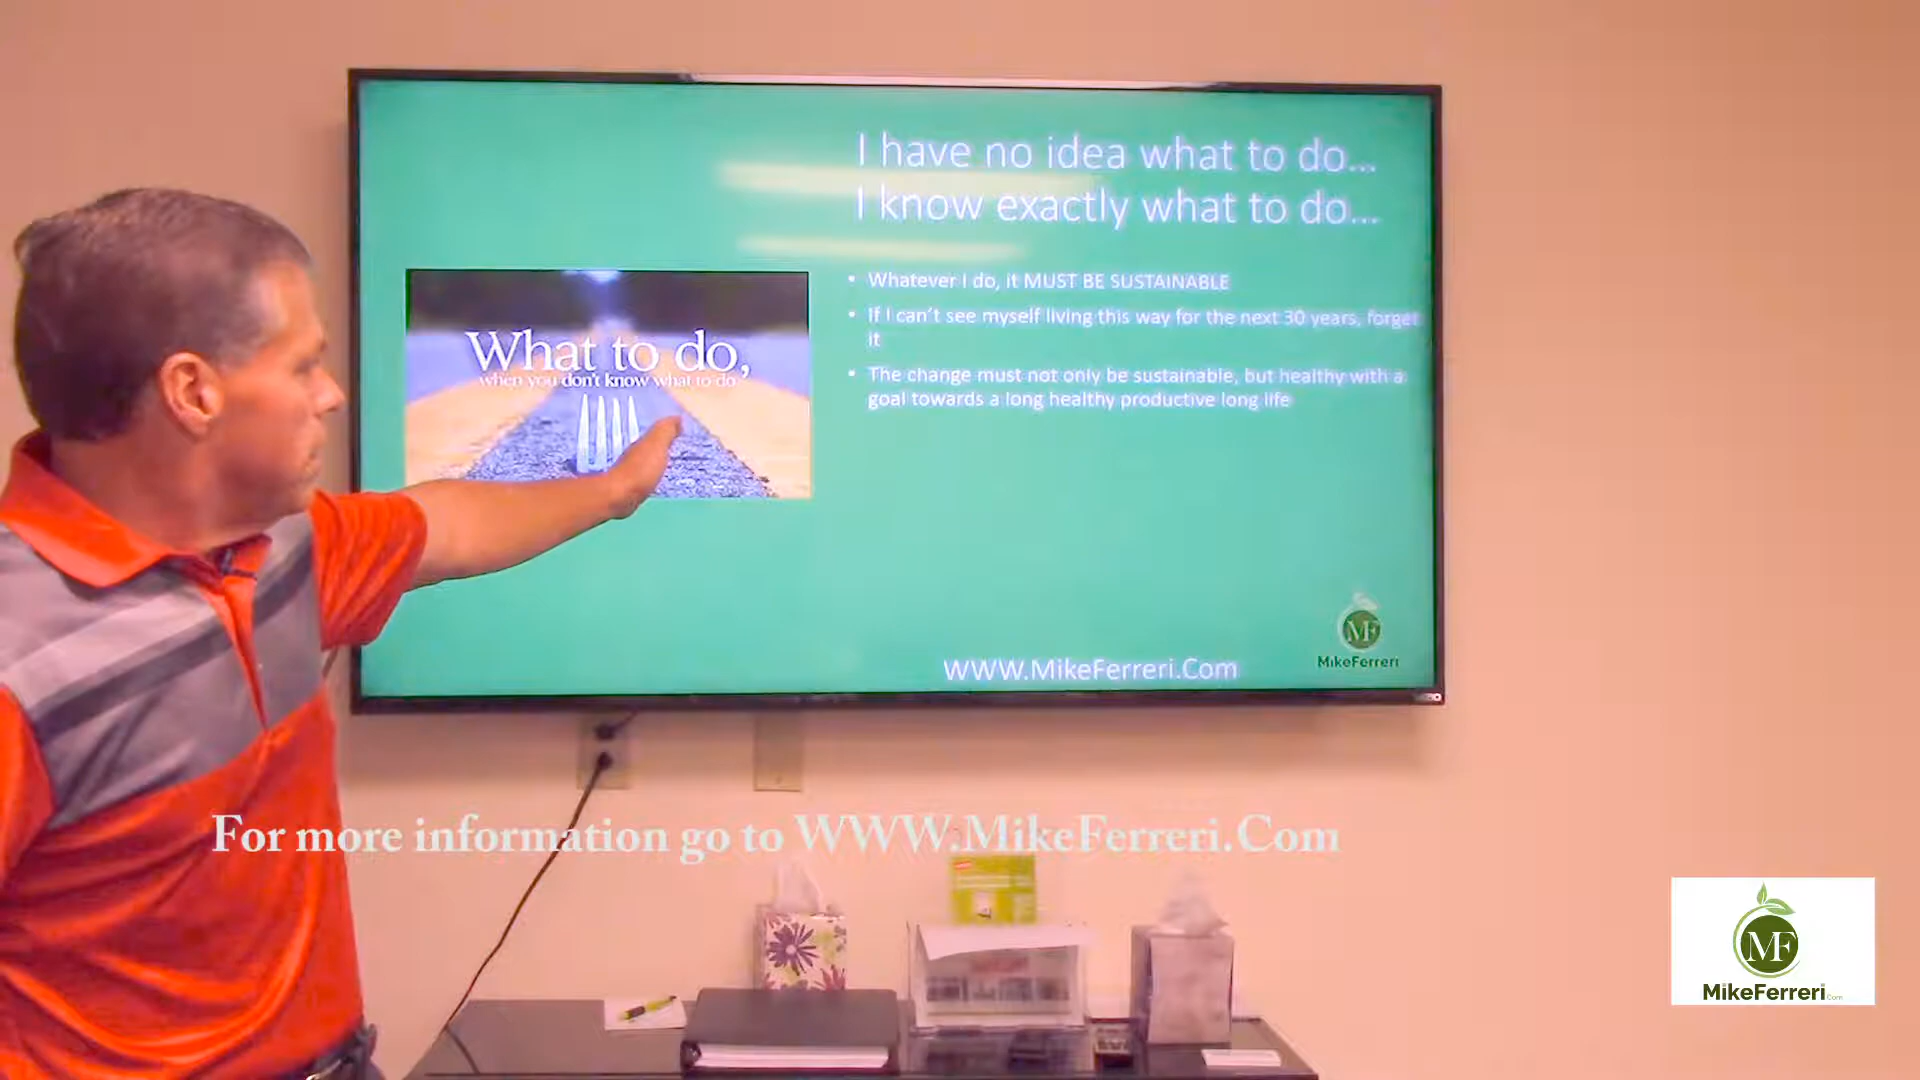 I have no idea what to do...
I know exactly what to do...
What to do,
when you don't know what to do
• Whatever I do, it MUST BE SUSTAINABLE
• If I can't see myself living this way for the next 30 years, forget
it
• The change must not only be sustainable, but healthy with a
goal towards a long healthy productive long life
MF
MikeFerreri
WWW.MikeFerreri.Com
VIZIO
For more information go to WWW.MikeFerreri.Com
MF
MikeFerreri.Com